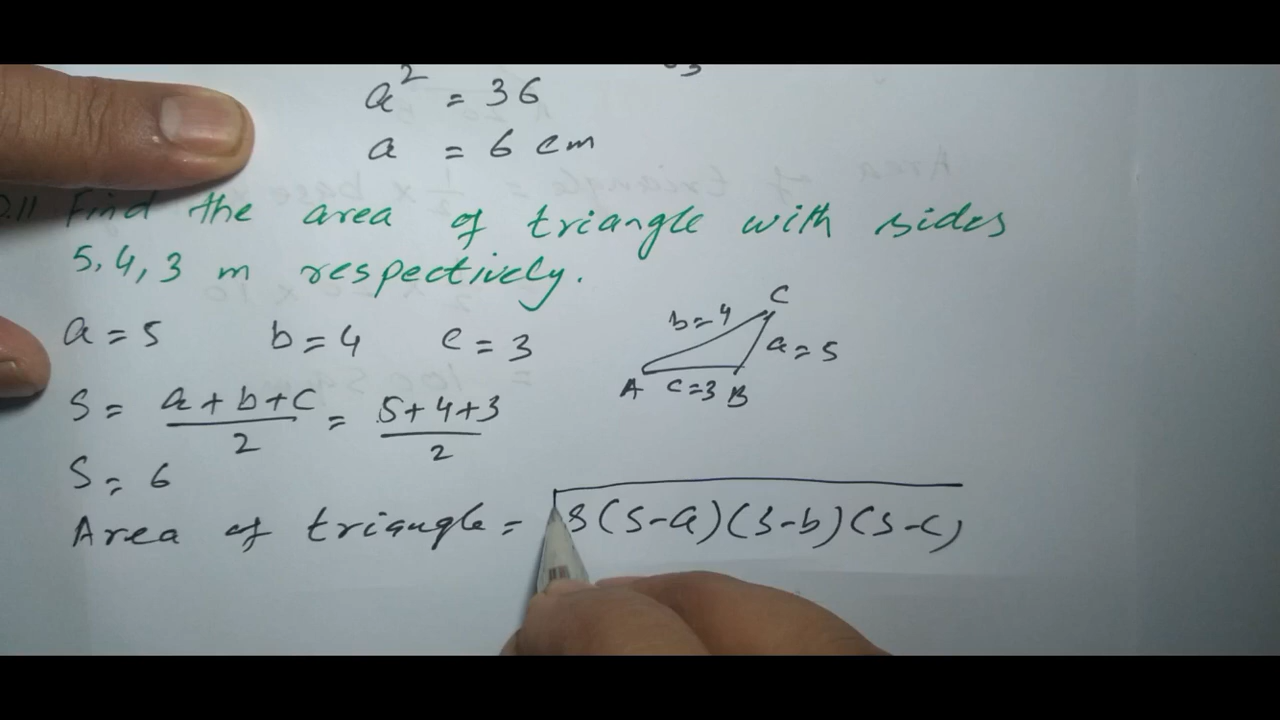 a² = 36
a = 6 cm
Q.11 Find the area of triangle with sides
5, 4, 3 m respectively.
a = 5 b = 4 c = 3
C
b = 4
a = 5
A c = 3 B
S = a + b + c / 2 = 5 + 4 + 3 / 2
S = 6
Area of triangle = √s(s-a)(s-b)(s-c)